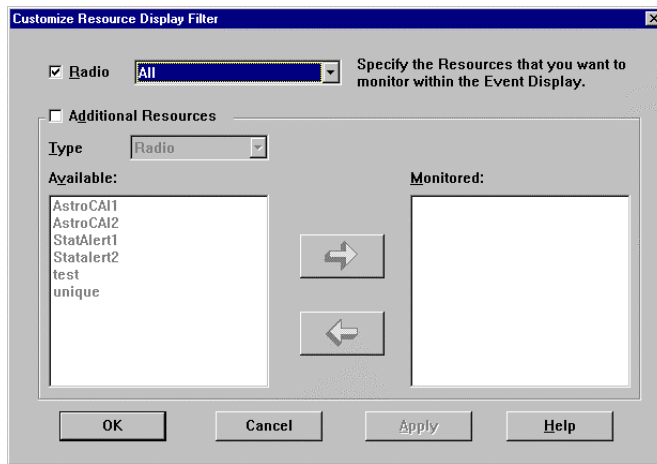 Customize Resource Display Filter
Radio All Specify the Resources that you want to
monitor within the Event Display.
Additional Resources
Type Radio
Available: Monitored:
AstroCAI1
AstroCAI2
StatAlert1
Statalert2
test
unique
OK Cancel Apply Help